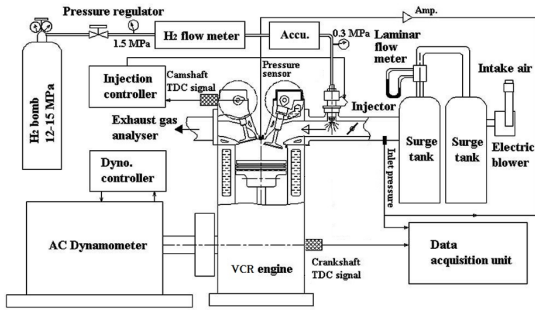 Pressure regulator
1.5 MPa
H2 flow meter
Accu.
0.3 MPa
Amp.
Laminar
flow
meter
Intake air
H2 bomb
12-15 MPa
Injection
controller
Camshaft
TDC signal
Pressure
sensor
Injector
Exhaust gas
analyser
Surge
tank
Surge
tank
Electric
blower
Dyno.
controller
Inlet pressure
AC Dynamometer
VCR engine
Crankshaft
TDC signal
Data
acquisition unit